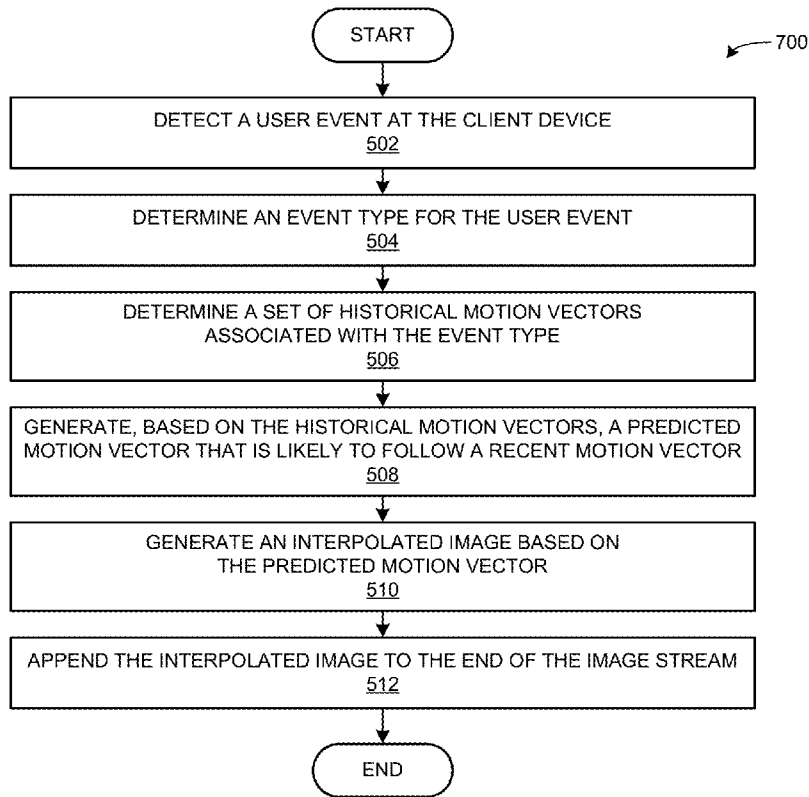 START
700
DETECT A USER EVENT AT THE CLIENT DEVICE
502
DETERMINE AN EVENT TYPE FOR THE USER EVENT
504
DETERMINE A SET OF HISTORICAL MOTION VECTORS
ASSOCIATED WITH THE EVENT TYPE
506
GENERATE, BASED ON THE HISTORICAL MOTION VECTORS, A PREDICTED
MOTION VECTOR THAT IS LIKELY TO FOLLOW A RECENT MOTION VECTOR
508
GENERATE AN INTERPOLATED IMAGE BASED ON
THE PREDICTED MOTION VECTOR
510
APPEND THE INTERPOLATED IMAGE TO THE END OF THE IMAGE STREAM
512
END